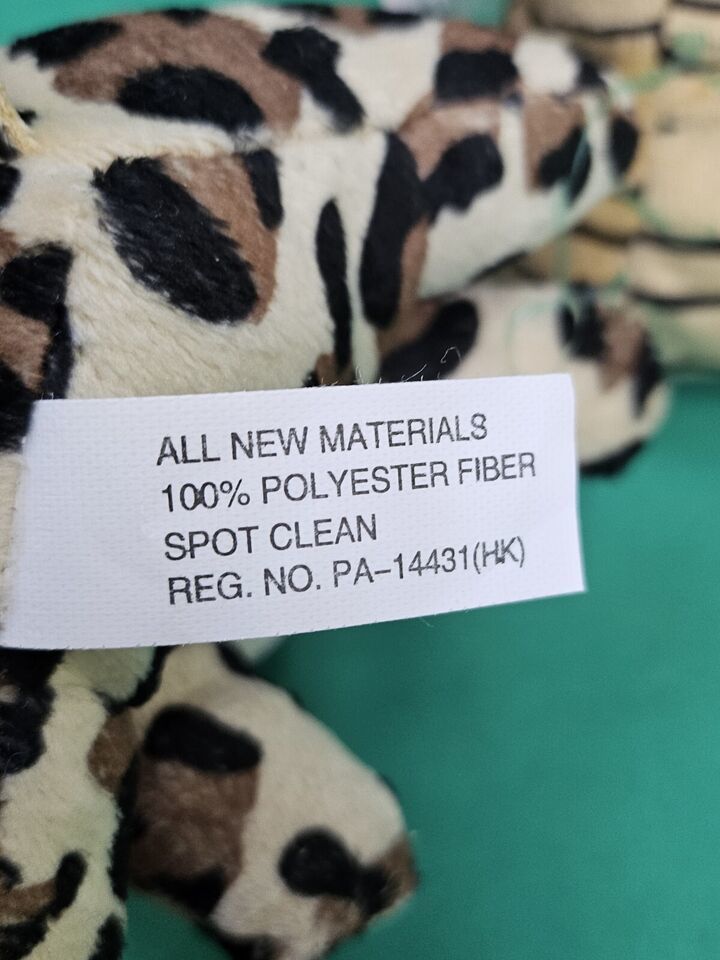 ALL NEW MATERIALS
100% POLYESTER FIBER
SPOT CLEAN
REG. NO. PA-14431(HK)